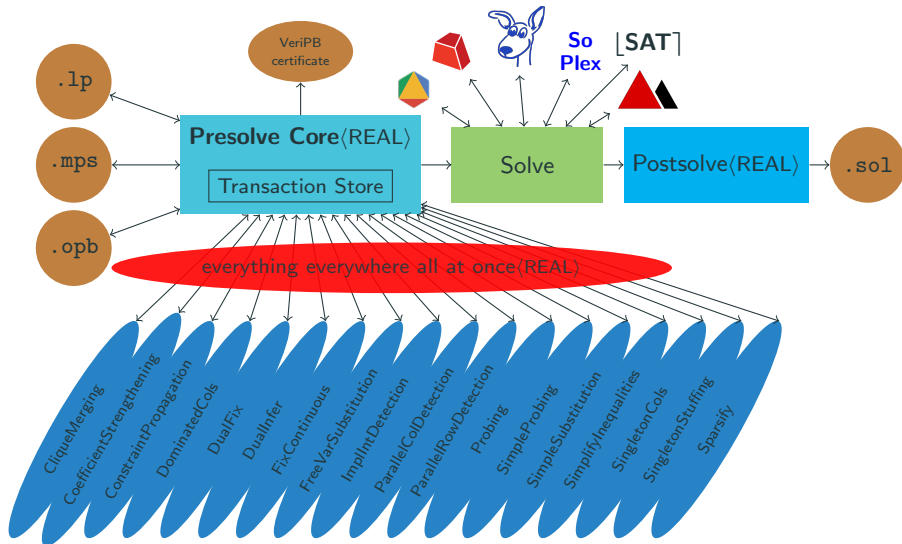 VeriPB
certificate
So
Plex
⌊SAT⌉
.lp
.mps
.opb
Presolve Core⟨REAL⟩
Transaction Store
Solve
Postsolve⟨REAL⟩
.sol
everything everywhere all at once⟨REAL⟩
CliqueMerging
CoefficientStrengthening
ConstraintPropagation
DominatedCols
DualFix
DualInfer
FixContinuous
FreeVarSubstitution
ImplIntDetection
ParallelColDetection
ParallelRowDetection
Probing
SimpleProbing
SimpleSubstitution
SimplifyInequalities
SingletonCols
SingletonStuffing
Sparsify